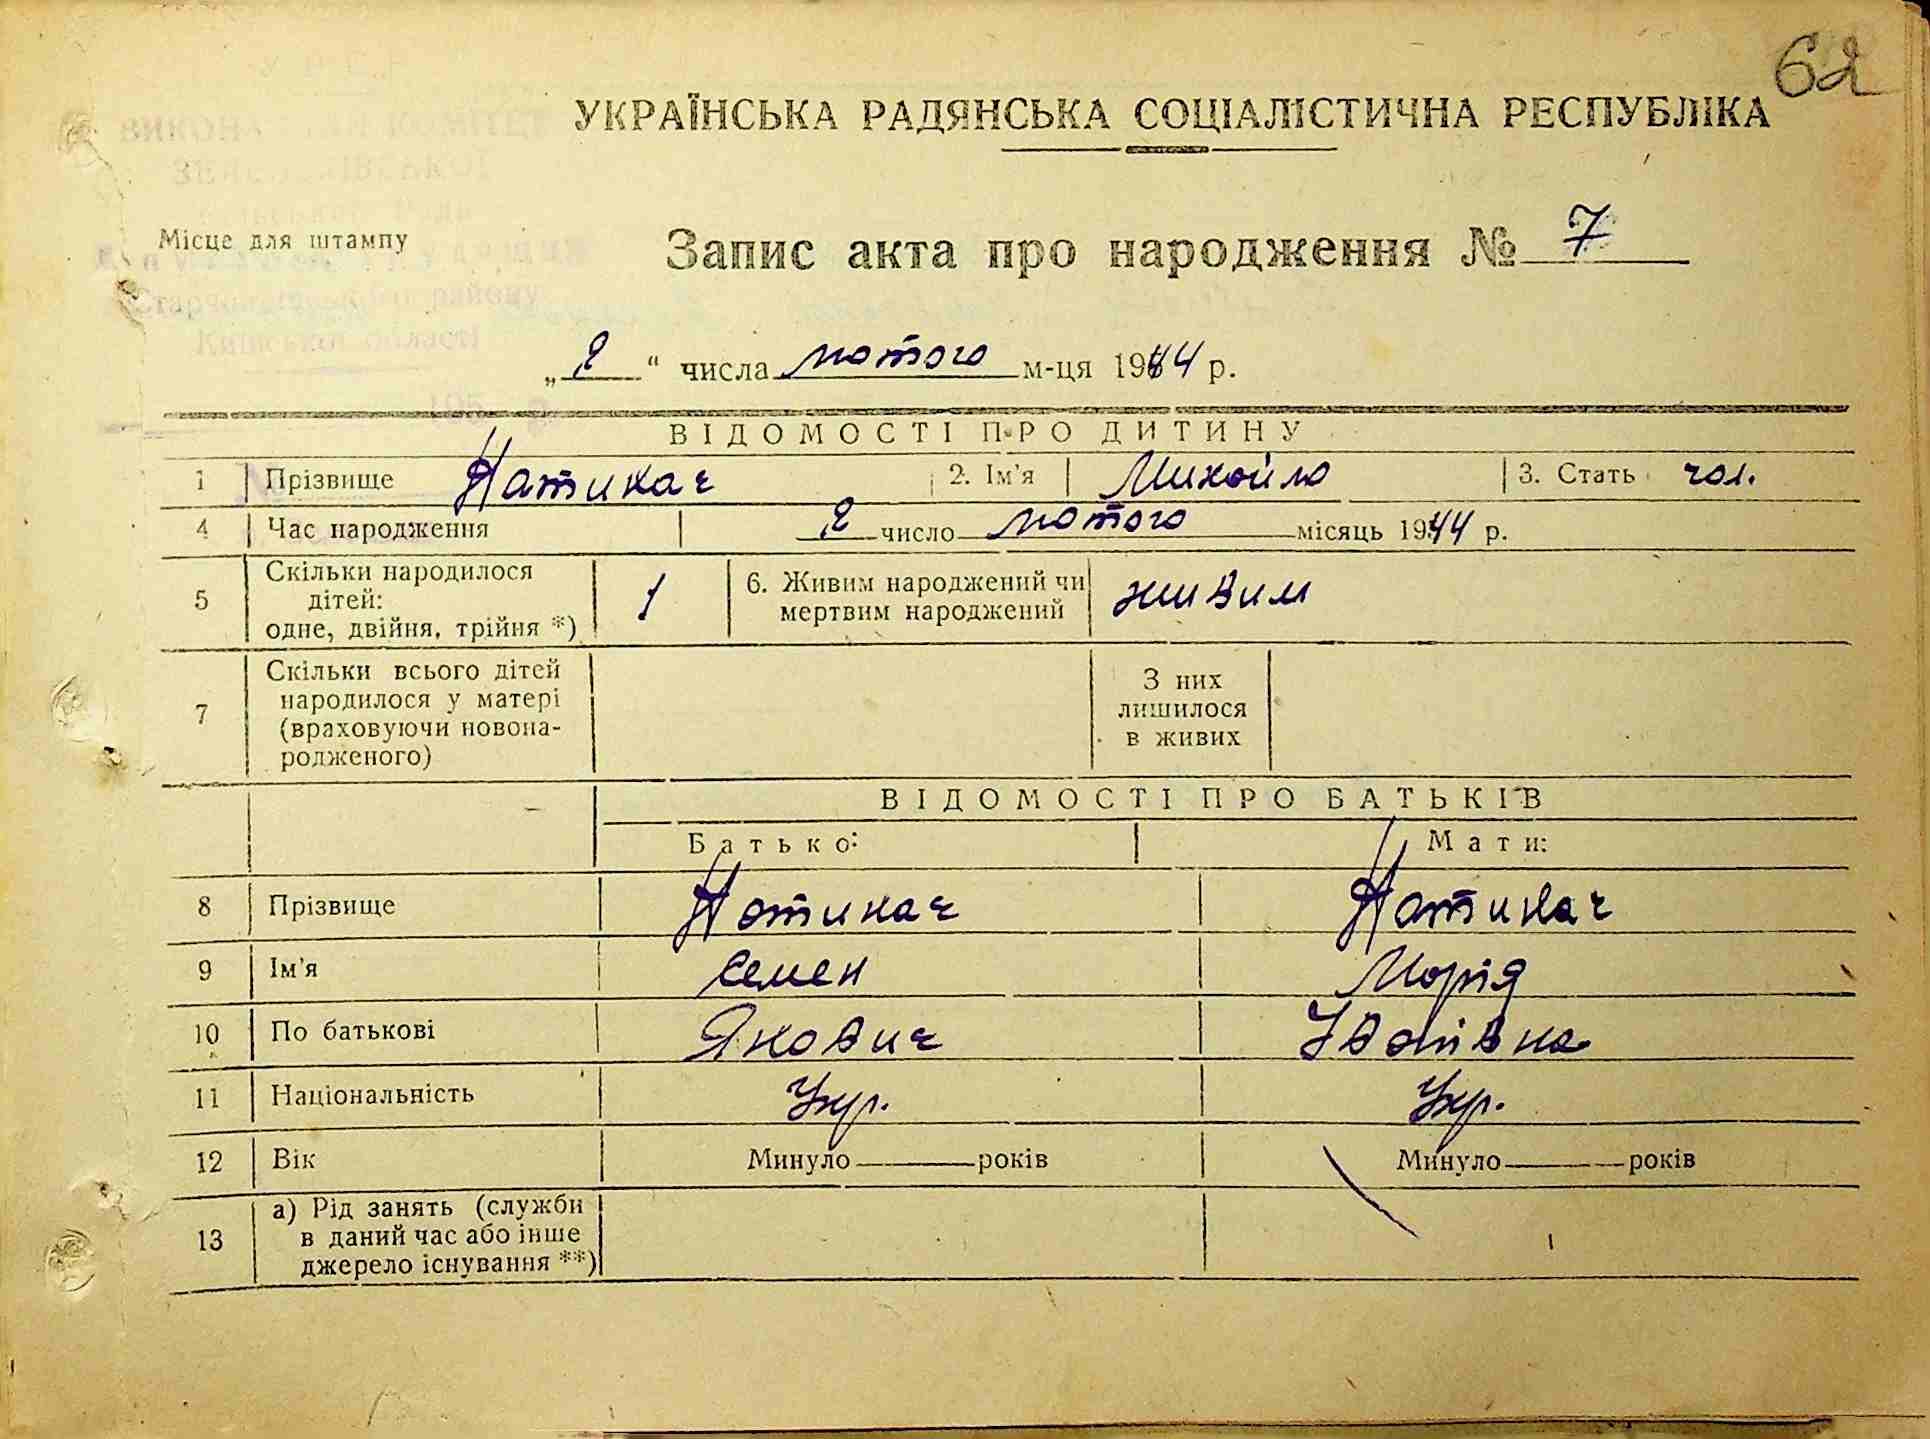 62
УКРАЇНСЬКА РАДЯНСЬКА СОЦІАЛІСТИЧНА РЕСПУБЛІКА
Місце для штампу
Запис акта про народження № 7
„ 2 “ числа лютого м-ця 1944 р.
ВІДОМОСТІ ПРО ДИТИНУ
1 Прізвище Натикач 2. Ім'я Михайло 3. Стать чол.
4 Час народження 2 число лютого місяць 1944 р.
5 Скільки народилося дітей: одне, двійня, трійня *) 1 6. Живим народжений чи мертвим народжений живим
7 Скільки всього дітей народилося у матері (враховуючи новона-родженого) З них лишилося в живих
ВІДОМОСТІ ПРО БАТЬКІВ
Батько: Мати:
8 Прізвище Натикач Натикач
9 Ім'я Семен Марія
10 По батькові Якович Іванівна
11 Національність Укр. Укр.
12 Вік Минуло років Минуло років
13 а) Рід занять (служби в даний час або інше джерело існування **)